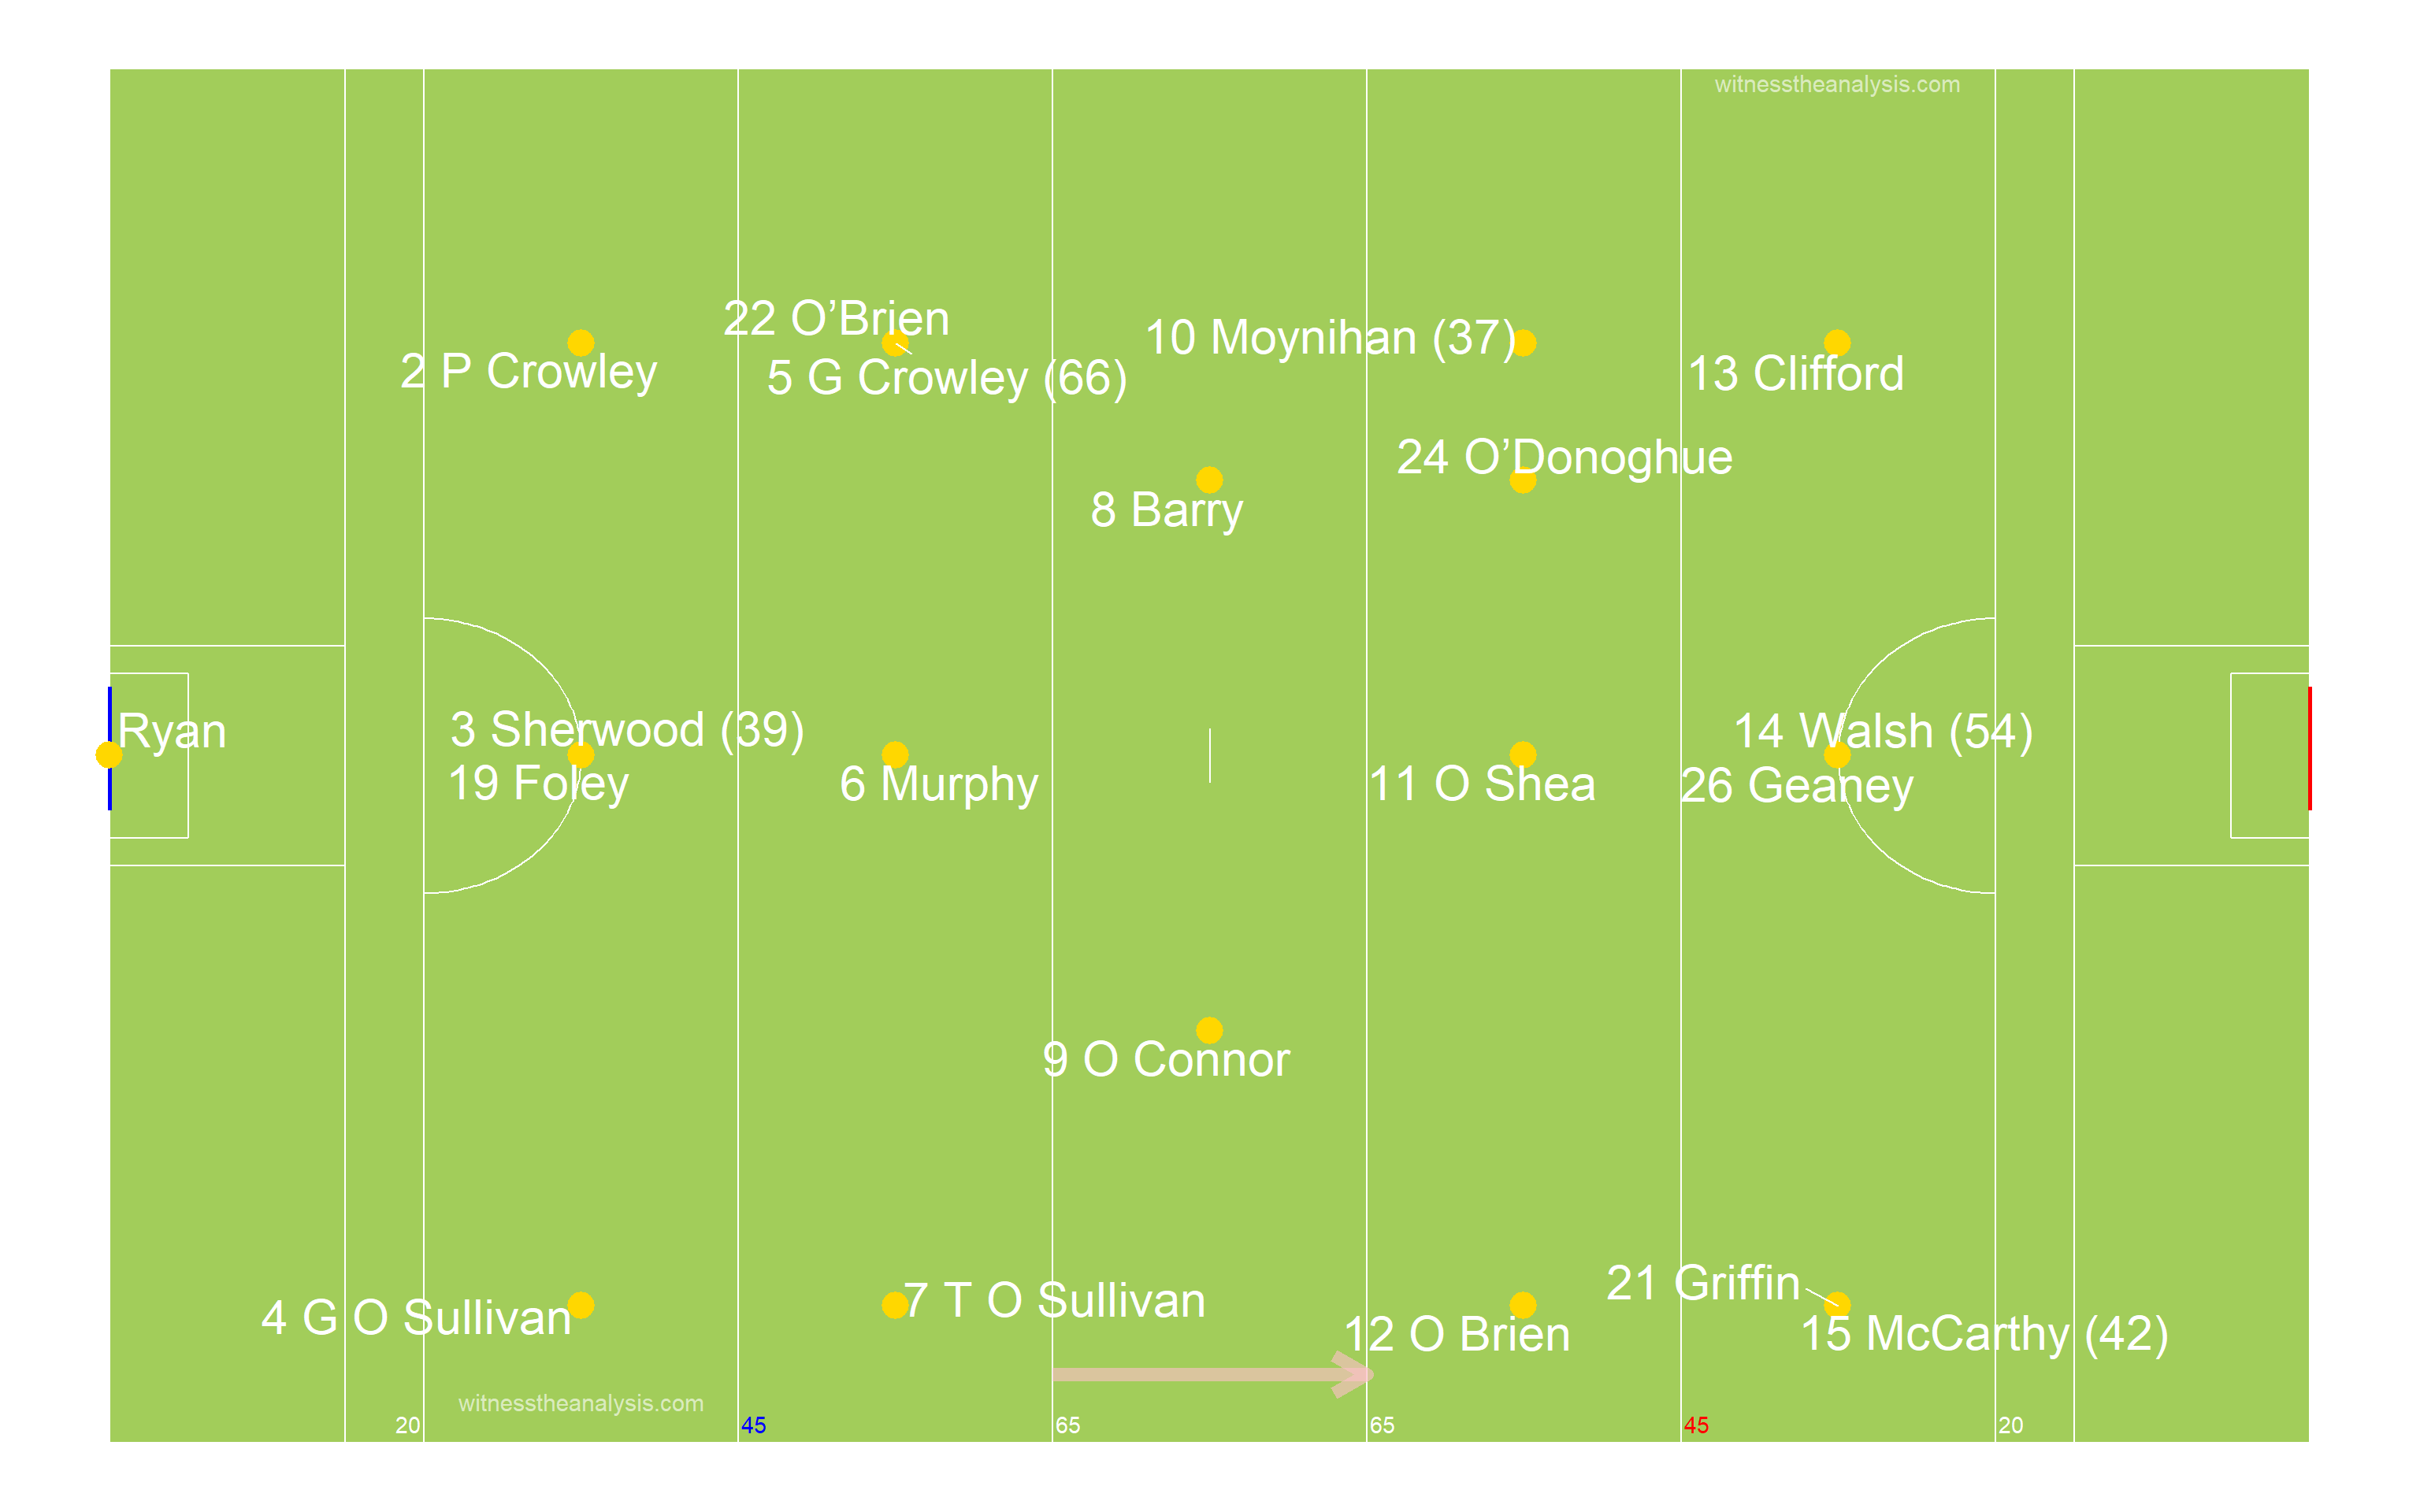 witnesstheanalysis.com
22 O’Brien
10 Moynihan (37)
2 P Crowley
5 G Crowley (66)
13 Clifford
24 O’Donoghue
8 Barry
Ryan
3 Sherwood (39)
14 Walsh (54)
19 Foley
6 Murphy
11 O Shea
26 Geaney
9 O Connor
21 Griffin
4 G O Sullivan
7 T O Sullivan
12 O Brien
15 McCarthy (42)
witnesstheanalysis.com
20
45
65
65
45
20